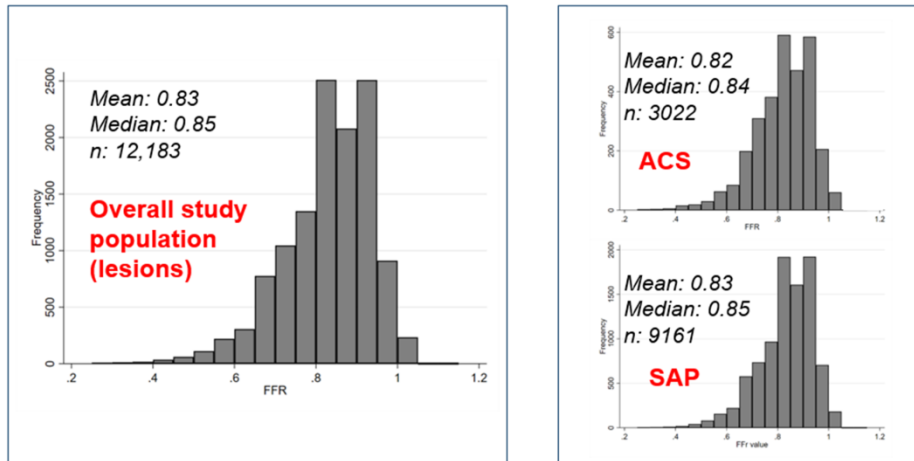 Mean: 0.83
Median: 0.85
n: 12,183
Overall study
population
(lesions)
Frequency
2500
2000
1500
1000
500
0
.2 .4 .6 .8 1 1.2
FFR
Mean: 0.82
Median: 0.84
n: 3022
ACS
Frequency
600
400
200
0
.2 .4 .6 .8 1 1.2
FFR
Mean: 0.83
Median: 0.85
n: 9161
SAP
Frequency
2000
1500
1000
500
0
.2 .4 .6 .8 1 1.2
FFr value